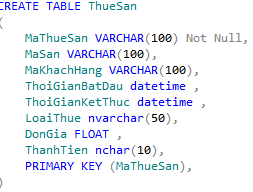 CREATE TABLE ThueSan
(
MaThueSan VARCHAR(100) Not Null,
MaSan VARCHAR(100),
MaKhachHang VARCHAR(100),
ThoiGianBatDau datetime ,
ThoiGianKetThuc datetime ,
LoaiThue nvarchar(50),
DonGia FLOAT ,
ThanhTien nchar(10),
PRIMARY KEY (MaThueSan),
)